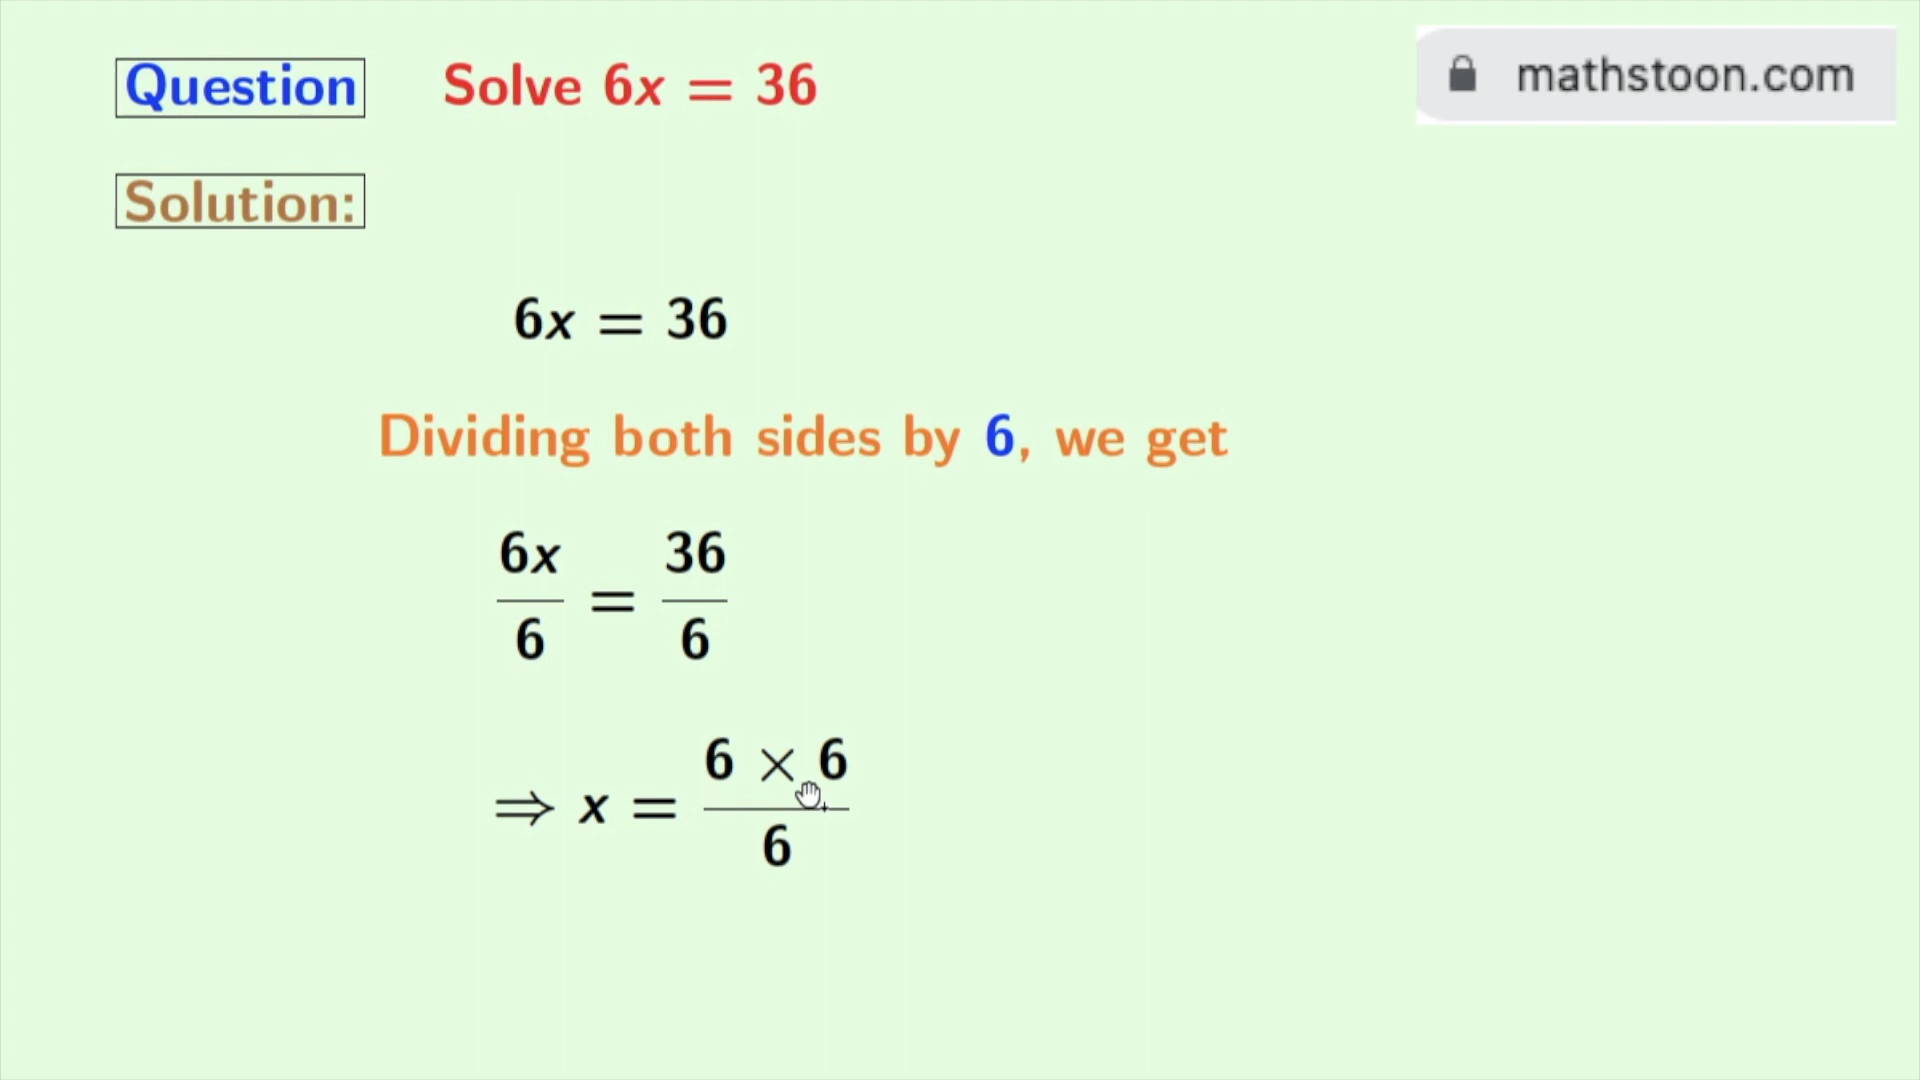 Question Solve 6x = 36
mathstoon.com
Solution:
6x = 36
Dividing both sides by 6, we get
6x/6 = 36/6
⇒ x = 6 × 6/6